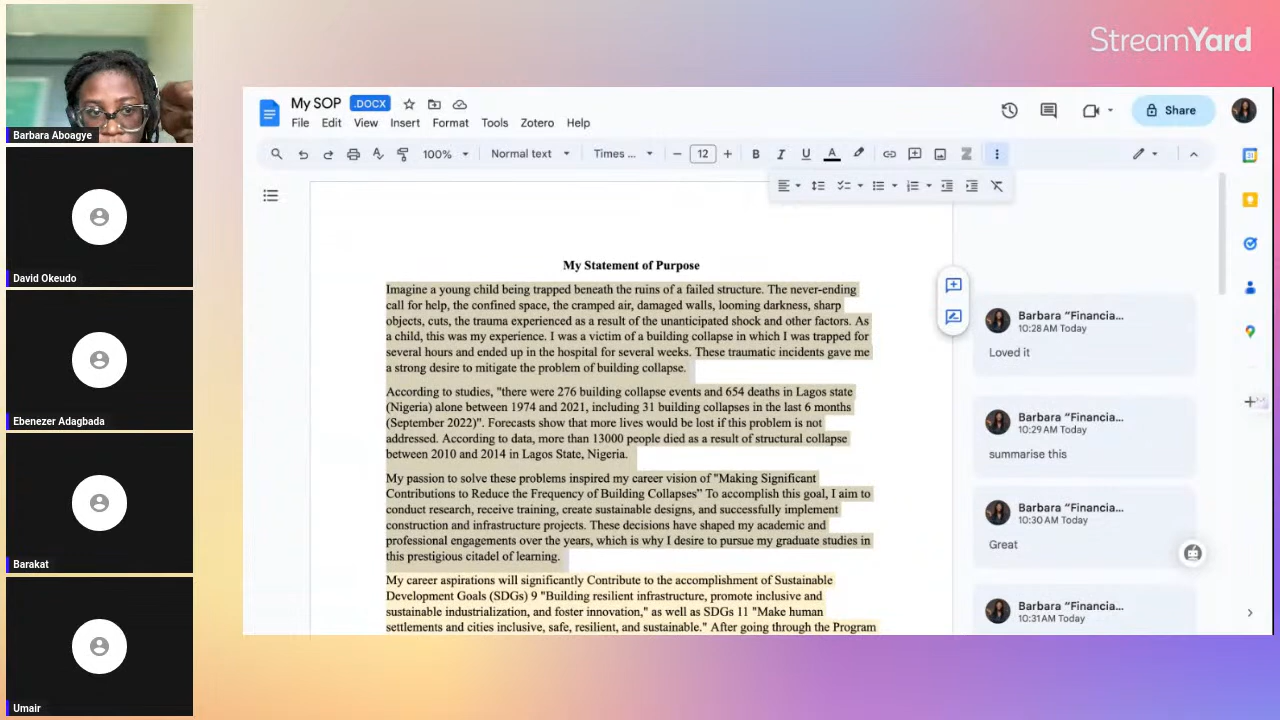 StreamYard
Barbara Aboagye
David Okeudo
Ebenezer Adagbada
Barakat
Umair
My SOP .DOCX
File Edit View Insert Format Tools Zotero Help
Share
100% Normal text Times ... 12 B I U A
My Statement of Purpose
Imagine a young child being trapped beneath the ruins of a failed structure. The never-ending
call for help, the confined space, the cramped air, damaged walls, looming darkness, sharp
objects, cuts, the trauma experienced as a result of the unanticipated shock and other factors. As
a child, this was my experience. I was a victim of a building collapse in which I was trapped for
several hours and ended up in the hospital for several weeks. These traumatic incidents gave me
a strong desire to mitigate the problem of building collapse.
According to studies, "there were 276 building collapse events and 654 deaths in Lagos state
(Nigeria) alone between 1974 and 2021, including 31 building collapses in the last 6 months
(September 2022)". Forecasts show that more lives would be lost if this problem is not
addressed. According to data, more than 13000 people died as a result of structural collapse
between 2010 and 2014 in Lagos State, Nigeria.
My passion to solve these problems inspired my career vision of "Making Significant
Contributions to Reduce the Frequency of Building Collapses" To accomplish this goal, I aim to
conduct research, receive training, create sustainable designs, and successfully implement
construction and infrastructure projects. These decisions have shaped my academic and
professional engagements over the years, which is why I desire to pursue my graduate studies in
this prestigious citadel of learning.
My career aspirations will significantly Contribute to the accomplishment of Sustainable
Development Goals (SDGs) 9 "Building resilient infrastructure, promote inclusive and
sustainable industrialization, and foster innovation," as well as SDGs 11 "Make human
settlements and cities inclusive, safe, resilient, and sustainable." After going through the Program
Barbara “Financia...
10:28 AM Today
Loved it
Barbara “Financia...
10:29 AM Today
summarise this
Barbara “Financia...
10:30 AM Today
Great
Barbara “Financia...
10:31 AM Today